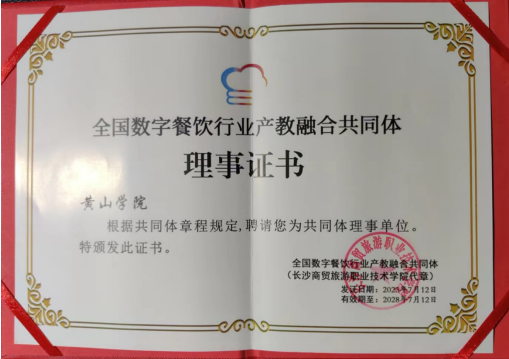 全国数字餐饮行业产教融合共同体
理事证书
黄山学院
根据共同体章程规定,聘请您为共同体理事单位。
特颁发此证书。
全国数字餐饮行业产教融合共同体
(长沙商贸旅游职业技术学院代章)
发证日期:2023年7月12日
有效期至:2028年7月12日